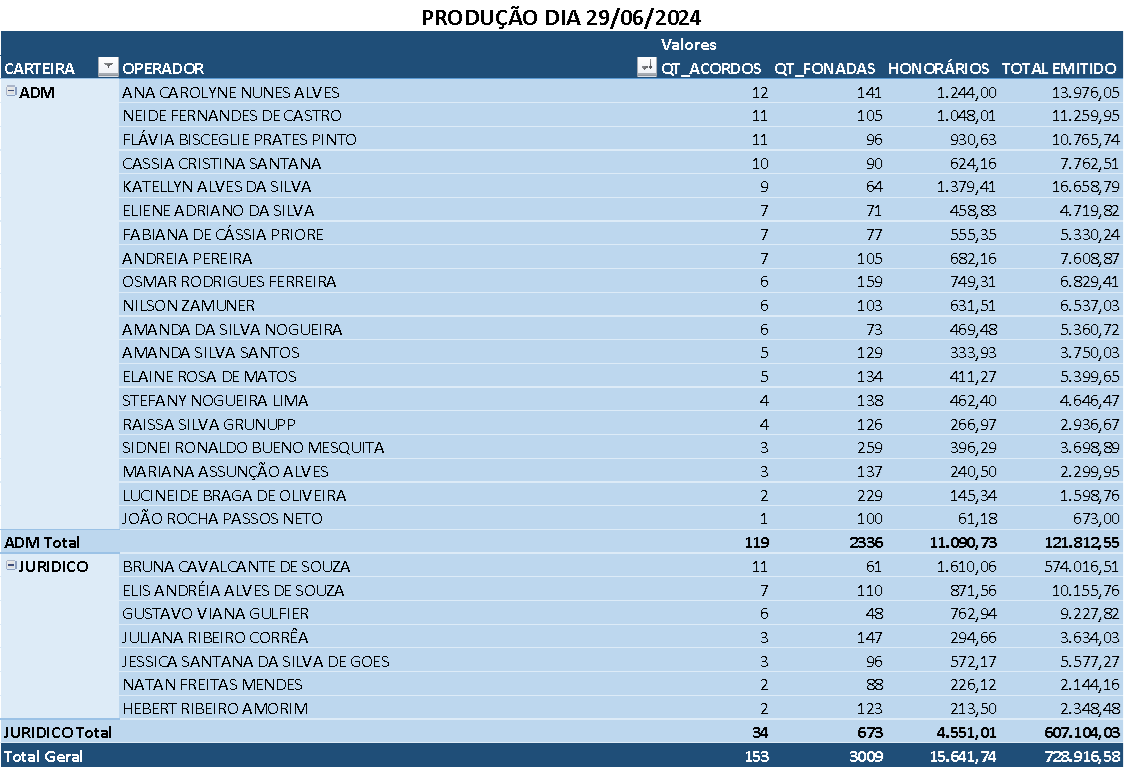 PRODUÇÃO DIA 29/06/2024
Valores
CARTEIRA OPERADOR QT_ACORDOS QT_FONADAS HONORÁRIOS TOTAL EMITIDO
ADM ANA CAROLYNE NUNES ALVES 12 141 1.244,00 13.976,05
NEIDE FERNANDES DE CASTRO 11 105 1.048,01 11.259,95
FLÁVIA BISCEGLIE PRATES PINTO 11 96 930,63 10.765,74
CASSIA CRISTINA SANTANA 10 90 624,16 7.762,51
KATELLYN ALVES DA SILVA 9 64 1.379,41 16.658,79
ELIENE ADRIANO DA SILVA 7 71 458,83 4.719,82
FABIANA DE CÁSSIA PRIORE 7 77 555,35 5.330,24
ANDREIA PEREIRA 7 105 682,16 7.608,87
OSMAR RODRIGUES FERREIRA 6 159 749,31 6.829,41
NILSON ZAMUNER 6 103 631,51 6.537,03
AMANDA DA SILVA NOGUEIRA 6 73 469,48 5.360,72
AMANDA SILVA SANTOS 5 129 333,93 3.750,03
ELAINE ROSA DE MATOS 5 134 411,27 5.399,65
STEFANY NOGUEIRA LIMA 4 138 462,40 4.646,47
RAISSA SILVA GRUNUPP 4 126 266,97 2.936,67
SIDNEI RONALDO BUENO MESQUITA 3 259 396,29 3.698,89
MARIANA ASSUNÇÃO ALVES 3 137 240,50 2.299,95
LUCINEIDE BRAGA DE OLIVEIRA 2 229 145,34 1.598,76
JOÃO ROCHA PASSOS NETO 1 100 61,18 673,00
ADM Total 119 2336 11.090,73 121.812,55
JURIDICO BRUNA CAVALCANTE DE SOUZA 11 61 1.610,06 574.016,51
ELIS ANDRÉIA ALVES DE SOUZA 7 110 871,56 10.155,76
GUSTAVO VIANA GULFIER 6 48 762,94 9.227,82
JULIANA RIBEIRO CORRÊA 3 147 294,66 3.634,03
JESSICA SANTANA DA SILVA DE GOES 3 96 572,17 5.577,27
NATAN FREITAS MENDES 2 88 226,12 2.144,16
HEBERT RIBEIRO AMORIM 2 123 213,50 2.348,48
JURIDICO Total 34 673 4.551,01 607.104,03
Total Geral 153 3009 15.641,74 728.916,58